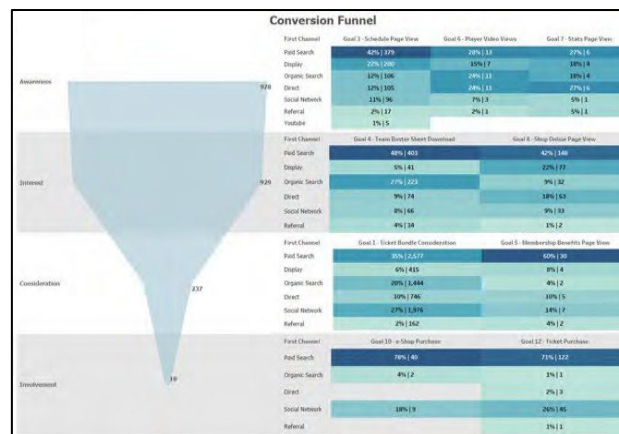 Conversion Funnel
First Channel Goal 3 - Schedule Page View Goal 6 - Player Video Views Goal 7 - Stats Page View
Paid Search 42% | 379 28% | 13 27% | 6
Display 22% | 200 15% | 7 18% | 4
Organic Search 12% | 106 24% | 11 18% | 4
Direct 12% | 105 24% | 11 27% | 6
Social Network 11% | 96 7% | 3 5% | 1
Referral 2% | 17 2% | 1 5% | 1
Youtube 1% | 5
Awareness 978
First Channel Goal 4 - Team Roster Sheet Download Goal 8 - Shop Online Page View
Paid Search 48% | 401 42% | 148
Display 5% | 41 22% | 77
Organic Search 27% | 223 9% | 32
Direct 9% | 74 18% | 63
Social Network 8% | 66 9% | 33
Referral 4% | 34 1% | 2
Interest 929
First Channel Goal 1 - Ticket Bundle Consideration Goal 5 - Membership Benefits Page View
Paid Search 35% | 2,577 60% | 30
Display 6% | 415 8% | 4
Organic Search 20% | 1,444 4% | 2
Direct 10% | 746 10% | 5
Social Network 27% | 1,976 14% | 7
Referral 2% | 162 4% | 2
Consideration 237
First Channel Goal 10 - e-Shop Purchase Goal 12 - Ticket Purchase
Paid Search 78% | 40 71% | 122
Organic Search 4% | 2 1% | 1
Direct 2% | 3
Social Network 18% | 9 26% | 45
Referral 1% | 1
Involvement 19